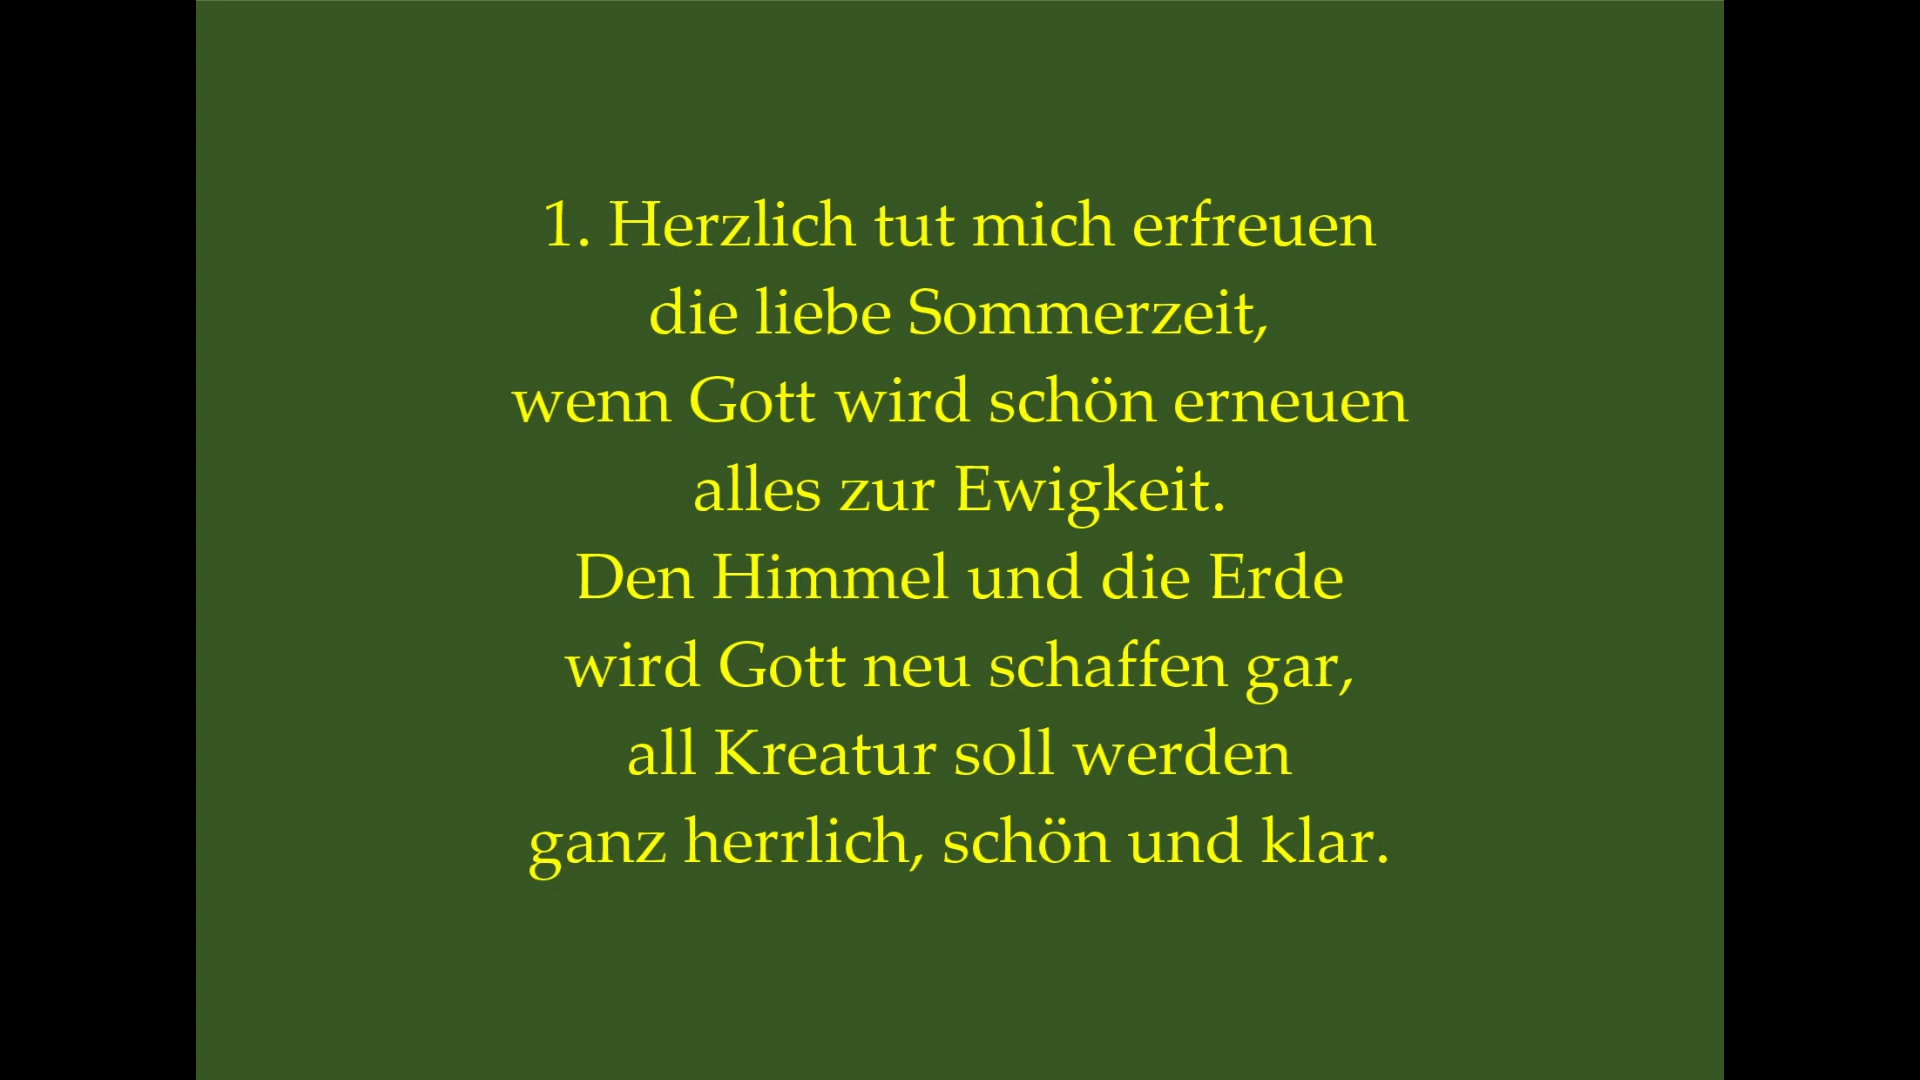 1. Herzlich tut mich erfreuen
die liebe Sommerzeit,
wenn Gott wird schön erneuen
alles zur Ewigkeit.
Den Himmel und die Erde
wird Gott neu schaffen gar,
all Kreatur soll werden
ganz herrlich, schön und klar.